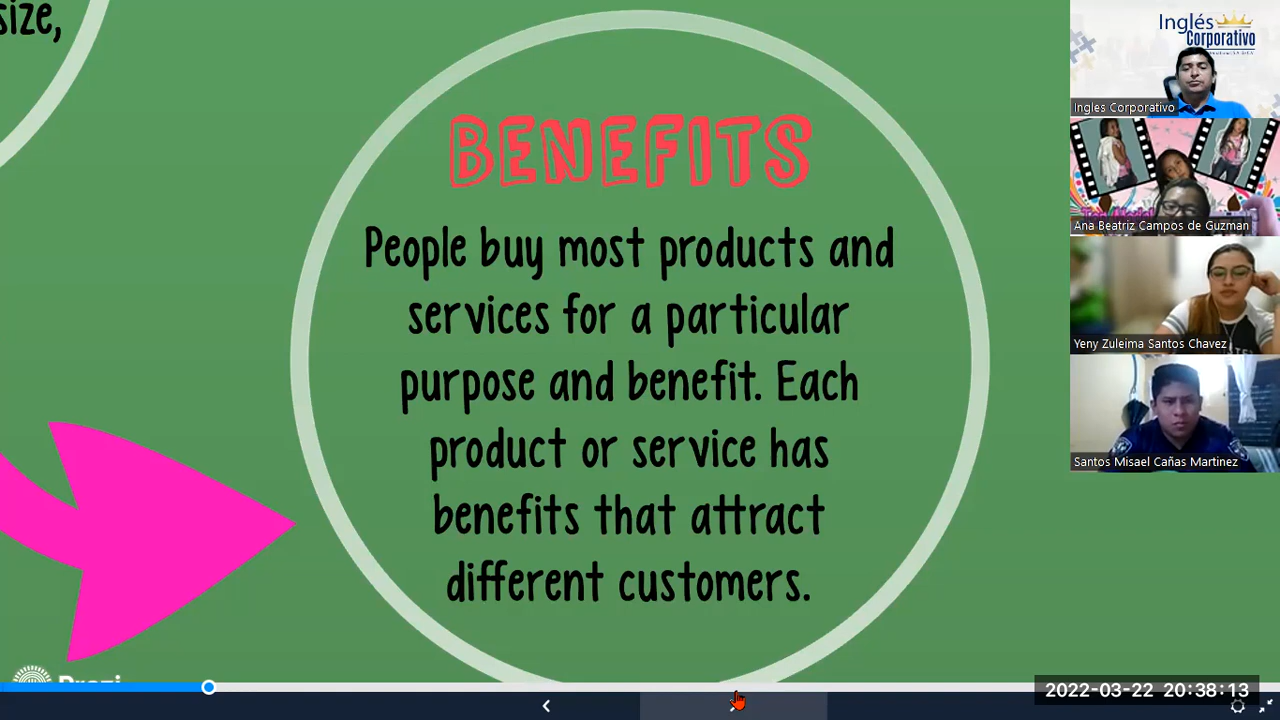 size,
BENEFITS
People buy most products and
services for a particular
purpose and benefit. Each
product or service has
benefits that attract
different customers.
Prezi
Inglés
Corporativo
Ingles Corporativo
Ana Beatriz Campos de Guzman
Yeny Zuleima Santos Chavez
Santos Misael Cañas Martinez
2022-03-22 20:38:13